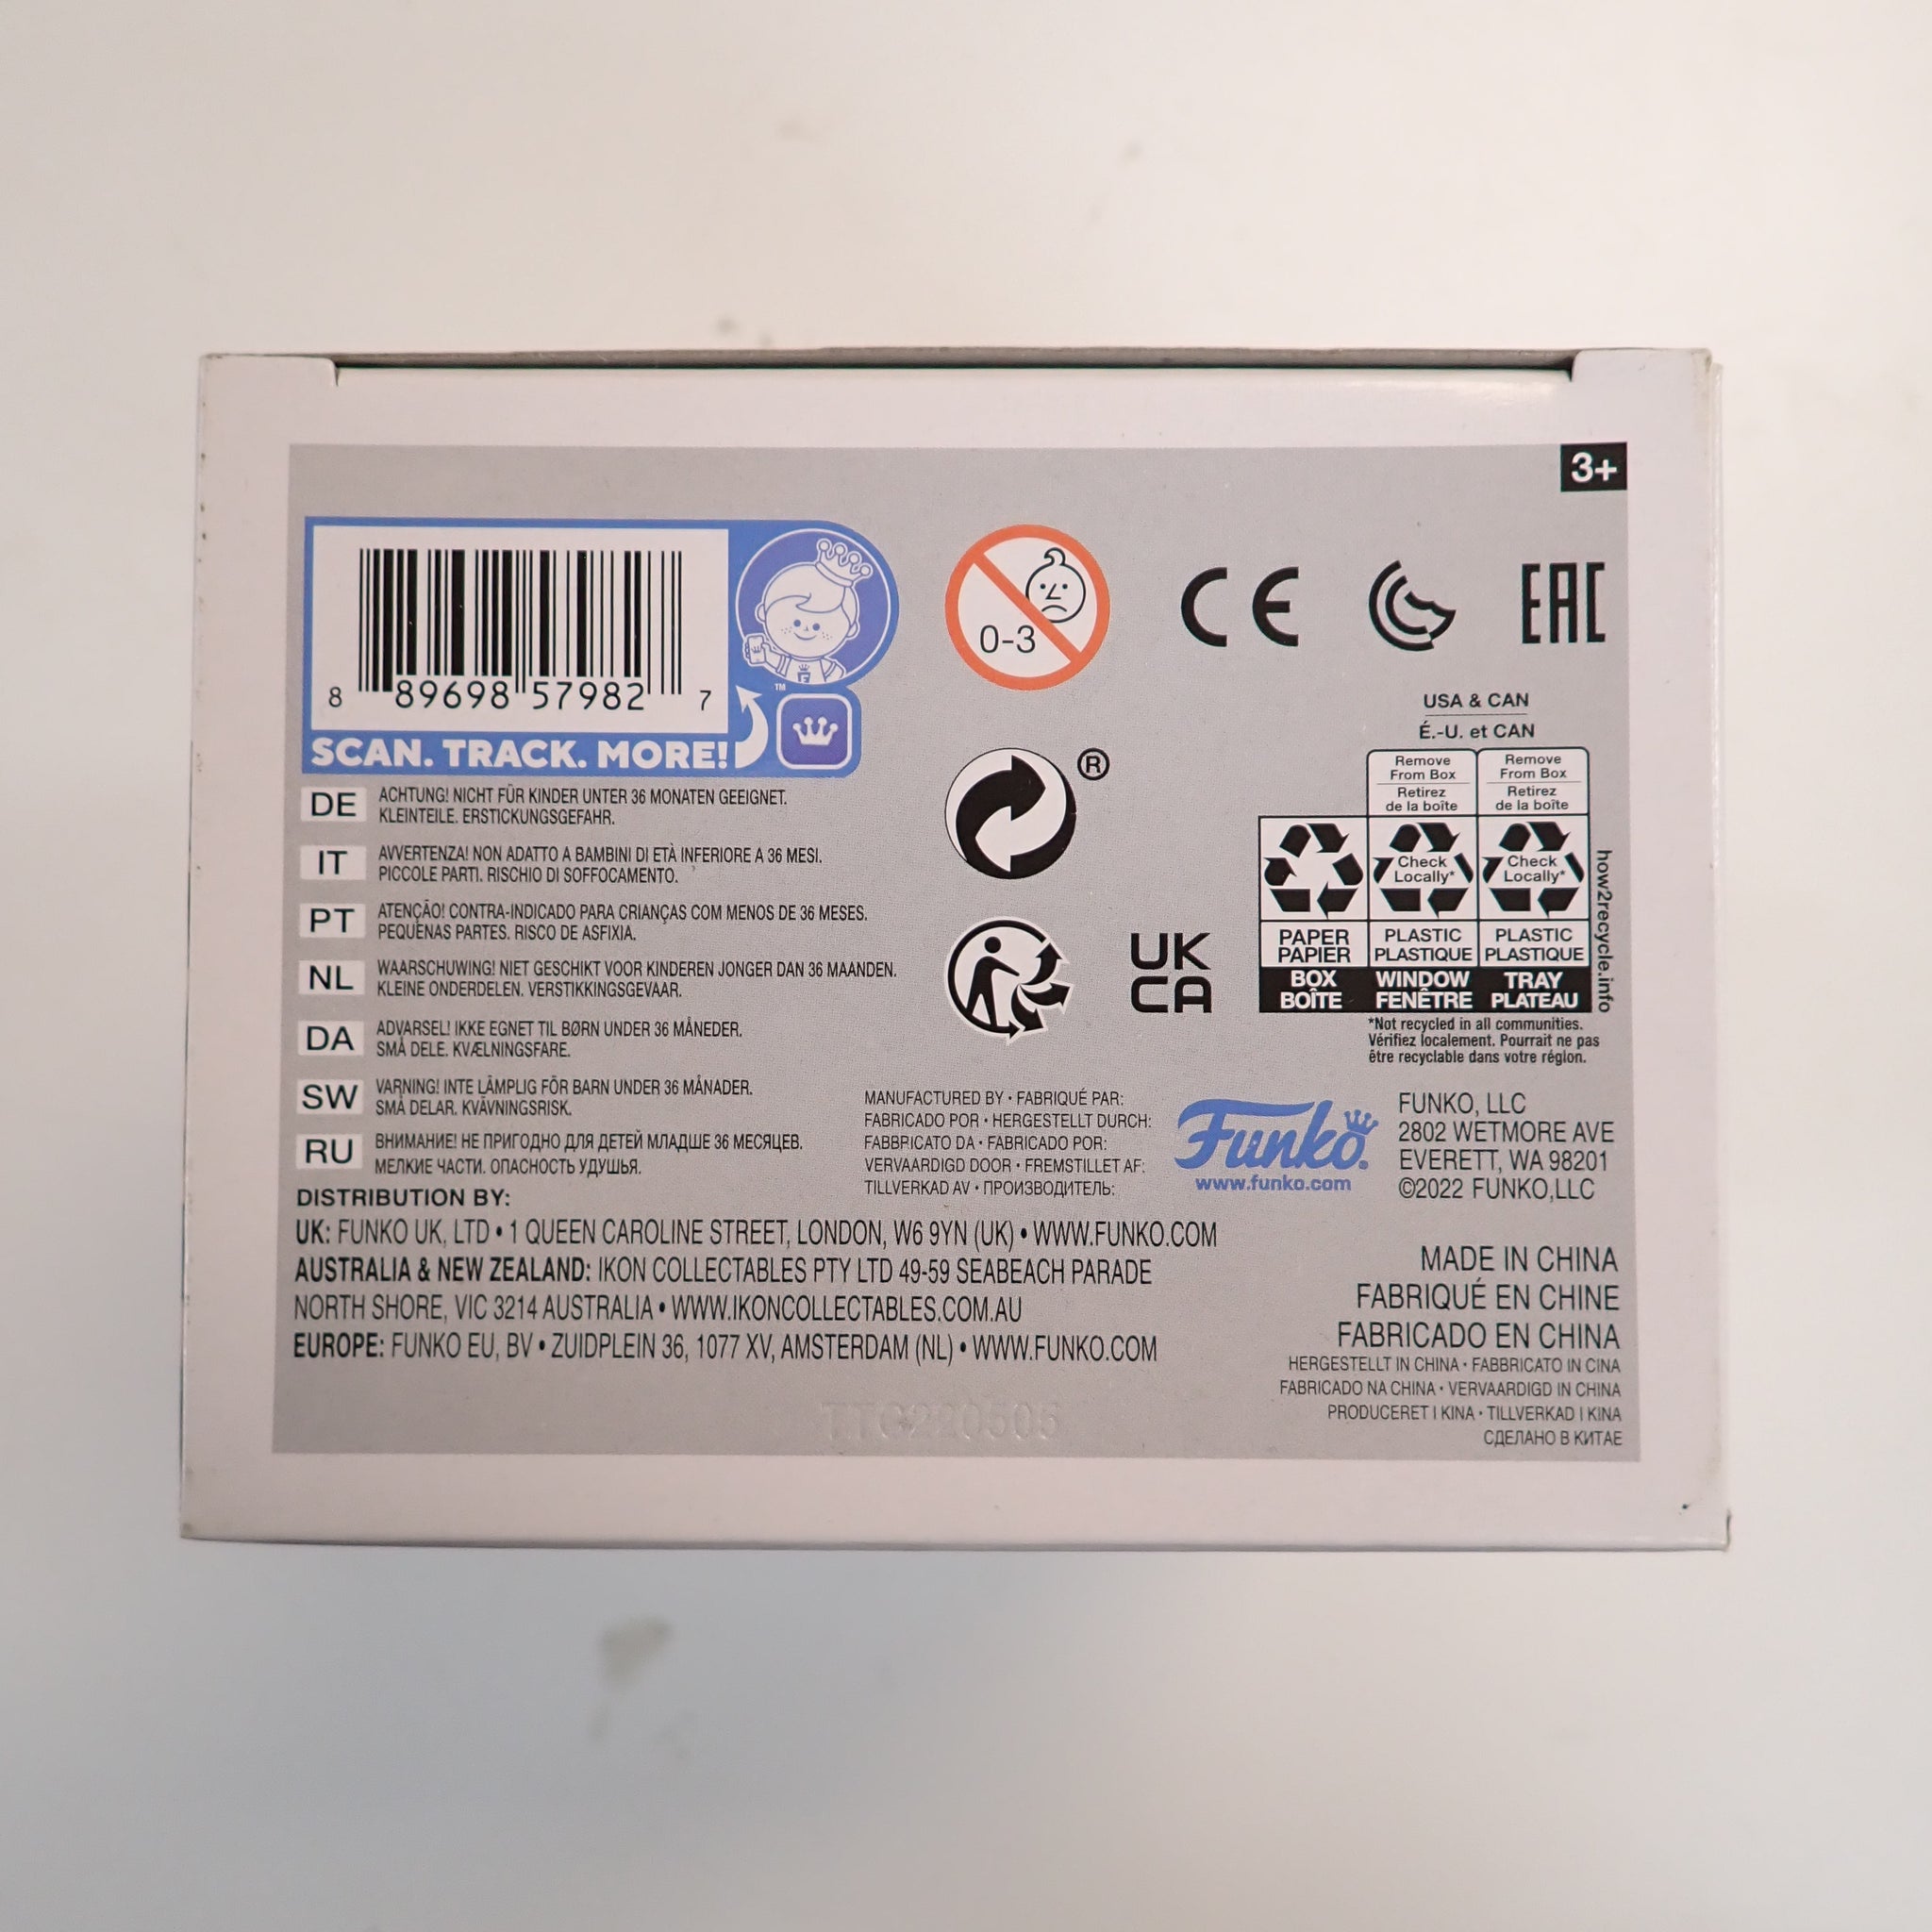 3+
8 89698 57982 7
™
SCAN. TRACK. MORE!
0-3
CE
EAC
DE ACHTUNG! NICHT FÜR KINDER UNTER 36 MONATEN GEEIGNET.
KLEINTEILE. ERSTICKUNGSGEFAHR.
IT AVVERTENZA! NON ADATTO A BAMBINI DI ETÀ INFERIORE A 36 MESI.
PICCOLE PARTI. RISCHIO DI SOFFOCAMENTO.
PT ATENÇÃO! CONTRA-INDICADO PARA CRIANÇAS COM MENOS DE 36 MESES.
PEQUENAS PARTES. RISCO DE ASFIXIA.
NL WAARSCHUWING! NIET GESCHIKT VOOR KINDEREN JONGER DAN 36 MAANDEN.
KLEINE ONDERDELEN. VERSTIKKINGSGEVAAR.
DA ADVARSEL! IKKE EGNET TIL BØRN UNDER 36 MÅNEDER.
SMÅ DELE. KVÆLNINGSFARE.
SW VARNING! INTE LÄMPLIG FÖR BARN UNDER 36 MÅNADER.
SMÅ DELAR. KVÄVNINGSRISK.
RU ВНИМАНИЕ! НЕ ПРИГОДНО ДЛЯ ДЕТЕЙ МЛАДШЕ 36 МЕСЯЦЕВ.
МЕЛКИЕ ЧАСТИ. ОПАСНОСТЬ УДУШЬЯ.
®
UK
CA
USA & CAN
É.-U. et CAN
Remove
From Box
Retirez
de la boîte
Remove
From Box
Retirez
de la boîte
Check
Locally*
Check
Locally*
PAPER
PAPIER
PLASTIC
PLASTIQUE
PLASTIC
PLASTIQUE
BOX
BOÎTE
WINDOW
FENÊTRE
TRAY
PLATEAU
how2recycle.info
*Not recycled in all communities.
Vérifiez localement. Pourrait ne pas
être recyclable dans votre région.
MANUFACTURED BY • FABRIQUÉ PAR:
FABRICADO POR • HERGESTELLT DURCH:
FABBRICATO DA • FABRICADO POR:
VERVAARDIGD DOOR • FREMSTILLET AF:
TILLVERKAD AV • ПРОИЗВОДИТЕЛЬ:
Funko®
www.funko.com
FUNKO, LLC
2802 WETMORE AVE
EVERETT, WA 98201
©2022 FUNKO,LLC
DISTRIBUTION BY:
UK: FUNKO UK, LTD • 1 QUEEN CAROLINE STREET, LONDON, W6 9YN (UK) • WWW.FUNKO.COM
AUSTRALIA & NEW ZEALAND: IKON COLLECTABLES PTY LTD 49-59 SEABEACH PARADE
NORTH SHORE, VIC 3214 AUSTRALIA • WWW.IKONCOLLECTABLES.COM.AU
EUROPE: FUNKO EU, BV • ZUIDPLEIN 36, 1077 XV, AMSTERDAM (NL) • WWW.FUNKO.COM
MADE IN CHINA
FABRIQUÉ EN CHINE
FABRICADO EN CHINA
HERGESTELLT IN CHINA • FABBRICATO IN CINA
FABRICADO NA CHINA • VERVAARDIGD IN CHINA
PRODUCERET I KINA • TILLVERKAD I KINA
СДЕЛАНО В КИТАЕ
TTC220505